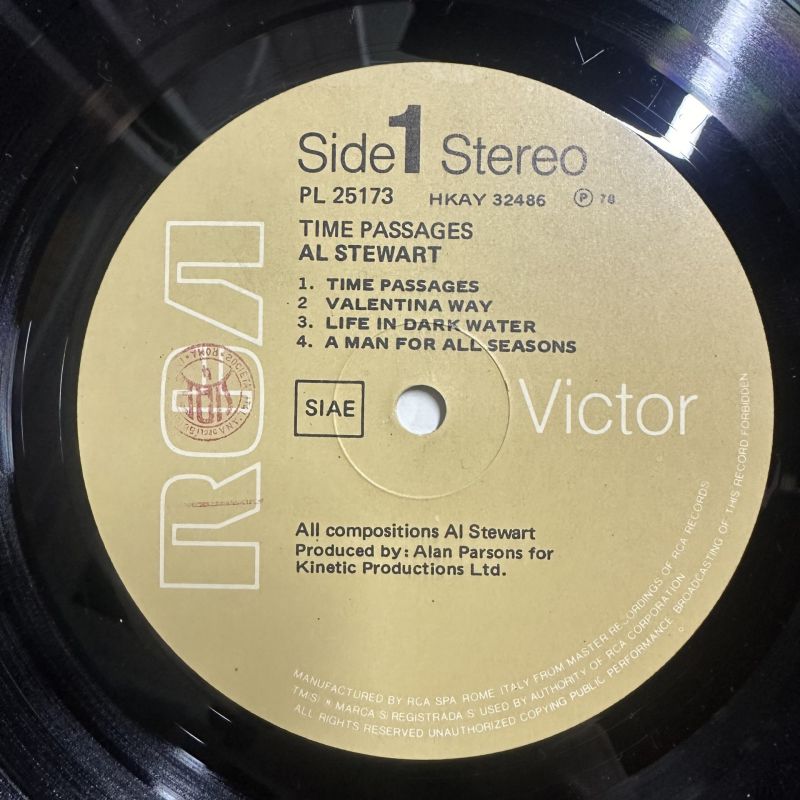 Side 1 Stereo
PL 25173 HKAY 32486 Ⓟ 78
TIME PASSAGES
AL STEWART
1. TIME PASSAGES
2 VALENTINA WAY
3. LIFE IN DARK WATER
4. A MAN FOR ALL SEASONS
RCA
SIAE
Victor
All compositions Al Stewart
Produced by: Alan Parsons for
Kinetic Productions Ltd.
MANUFACTURED BY RCA SPA ROME ITALY FROM MASTER RECORDINGS OF RCA RECORDS
USED BY AUTHORITY OF RCA CORPORATION
ALL RIGHTS RESERVED UNAUTHORIZED COPYING PUBLIC PERFORMANCE BROADCASTING OF THIS RECORD FORBIDDEN